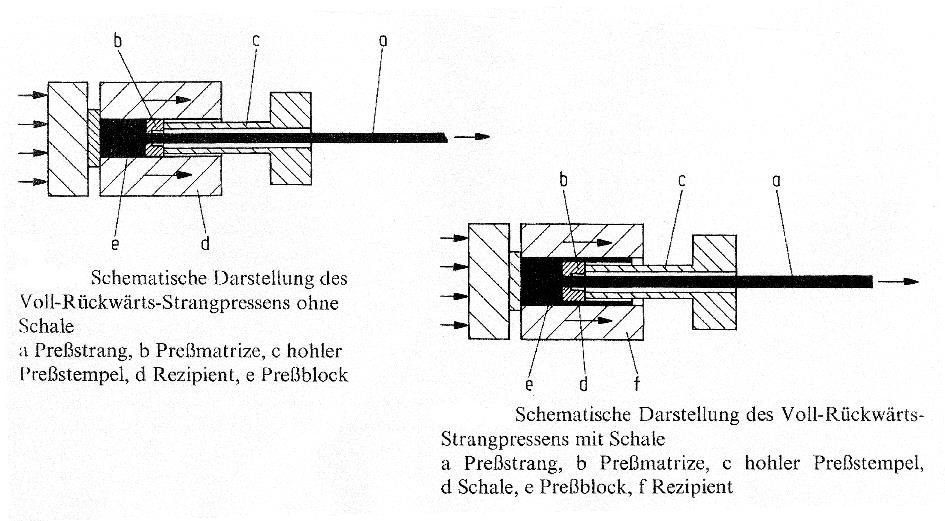 b c a
e d
Schematische Darstellung des
Voll-Rückwärts-Strangpressens ohne
Schale
a Preßstrang, b Preßmatrize, c hohler
Preßstempel, d Rezipient, e Preßblock
b c a
e d f
Schematische Darstellung des Voll-Rückwärts-
Strangpressens mit Schale
a Preßstrang, b Preßmatrize, c hohler Preßstempel,
d Schale, e Preßblock, f Rezipient